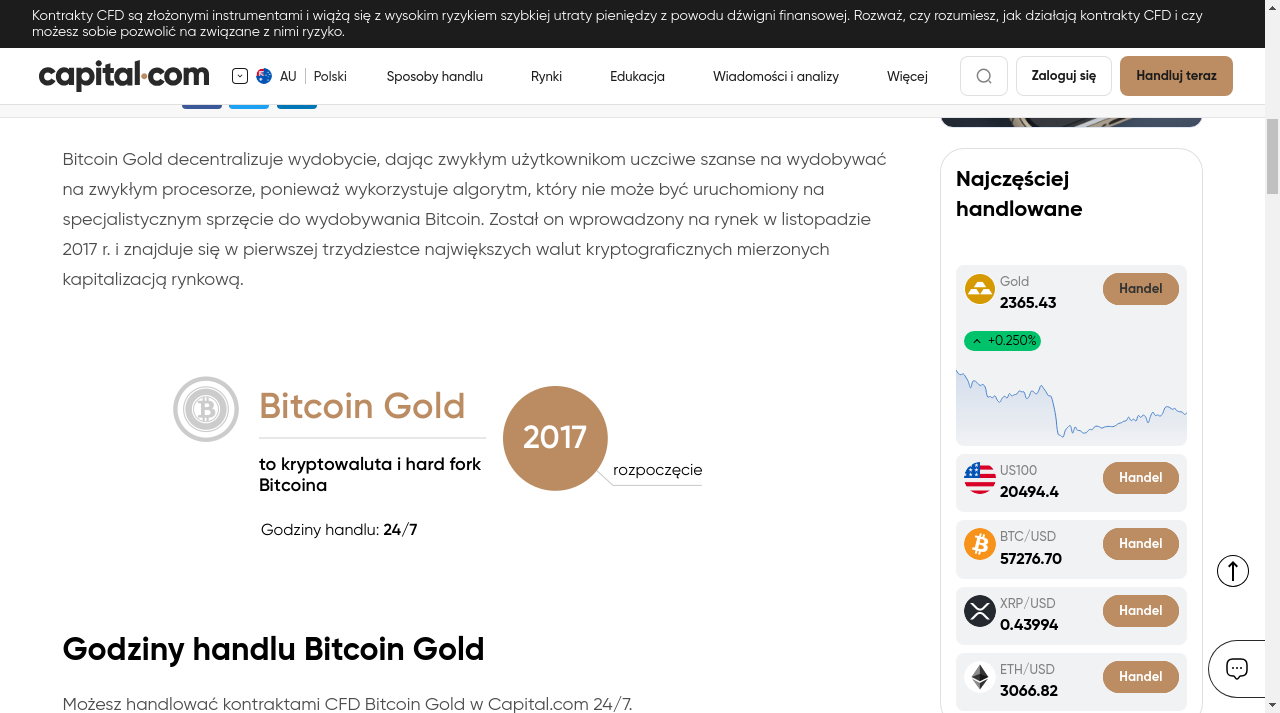 Kontrakty CFD są złożonymi instrumentami i wiążą się z wysokim ryzykiem szybkiej utraty pieniędzy z powodu dźwigni finansowej. Rozważ, czy rozumiesz, jak działają kontrakty CFD i czy
możesz sobie pozwolić na związane z nimi ryzyko.
capital.com
AU
Polski
Sposoby handlu
Rynki
Edukacja
Wiadomości i analizy
Więcej
Zaloguj się
Handluj teraz
Bitcoin Gold decentralizuje wydobycie, dając zwykłym użytkownikom uczciwe szanse na wydobywać
na zwykłym procesorze, ponieważ wykorzystuje algorytm, który nie może być uruchomiony na
specjalistycznym sprzęcie do wydobywania Bitcoin. Został on wprowadzony na rynek w listopadzie
2017 r. i znajduje się w pierwszej trzydziestce największych walut kryptograficznych mierzonych
kapitalizacją rynkową.
Bitcoin Gold
to kryptowaluta i hard fork
Bitcoina
Godziny handlu: 24/7
2017
rozpoczęcie
Godziny handlu Bitcoin Gold
Możesz handlować kontraktami CFD Bitcoin Gold w Capital.com 24/7.
Najczęściej
handlowane
Gold
2365.43
Handel
+0.250%
US100
20494.4
Handel
BTC/USD
57276.70
Handel
XRP/USD
0.43994
Handel
ETH/USD
3066.82
Handel